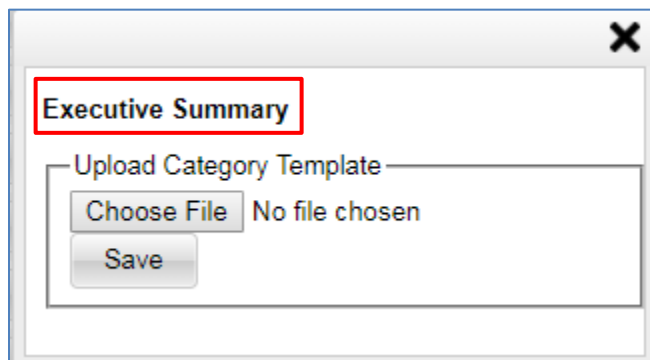 Executive Summary
Upload Category Template
Choose File No file chosen
Save